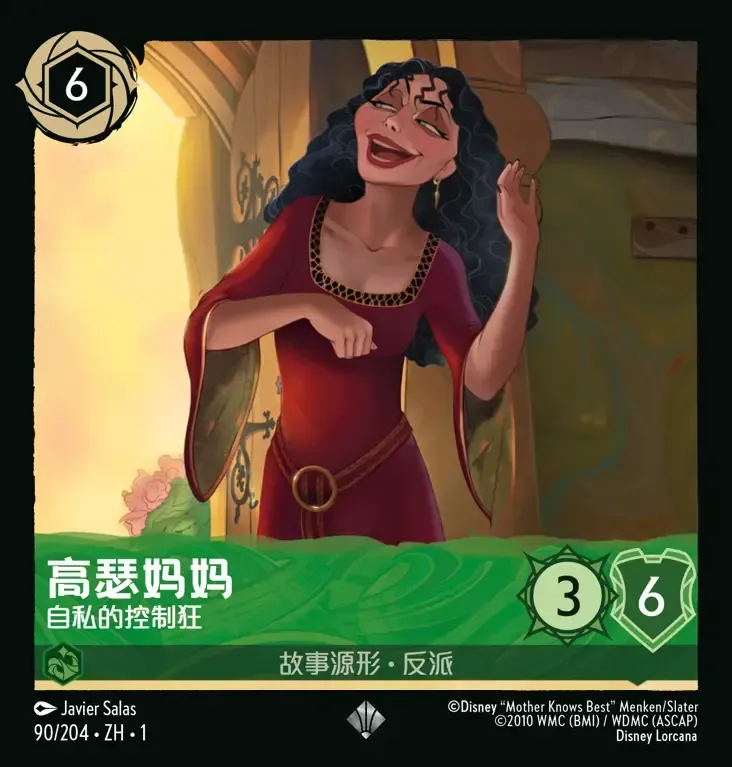 6
高瑟妈妈
自私的控制狂
3
6
故事源形・反派
Javier Salas
90/204 • ZH • 1
©Disney “Mother Knows Best” Menken/Slater
©2010 WMC (BMI) / WDMC (ASCAP)
Disney Lorcana